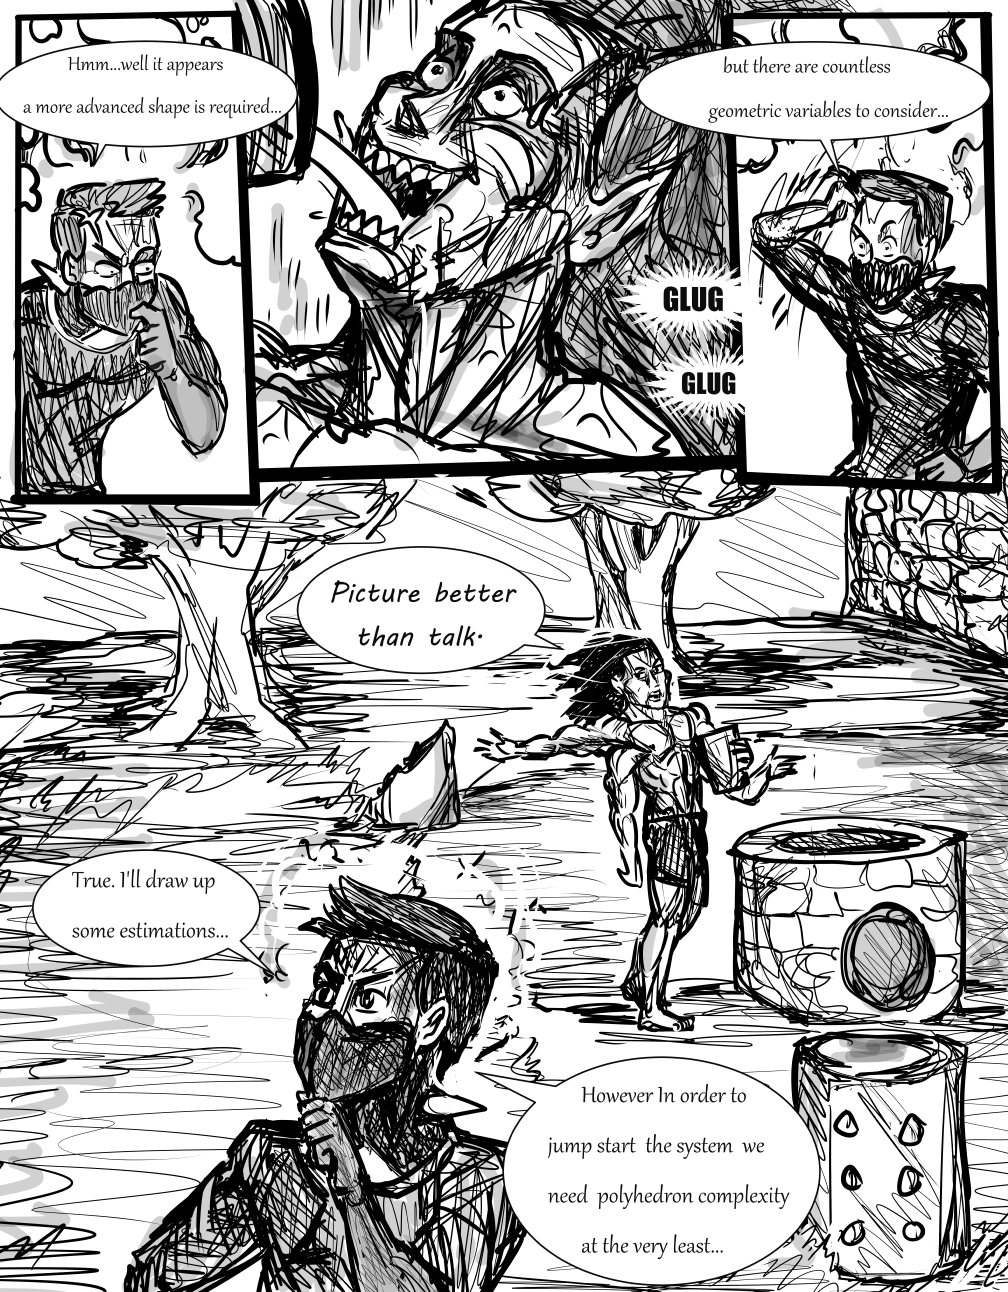 Hmm...well it appears
a more advanced shape is required...
GLUG
GLUG
but there are countless
geometric variables to consider...
Picture better
than talk.
True. I'll draw up
some estimations...
However In order to
jump start the system we
need polyhedron complexity
at the very least...